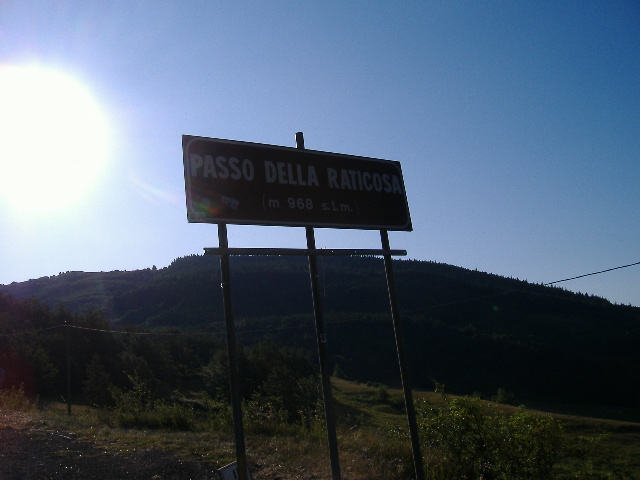 PASSO DELLA RATICOSA
(m 968 s.l.m.)